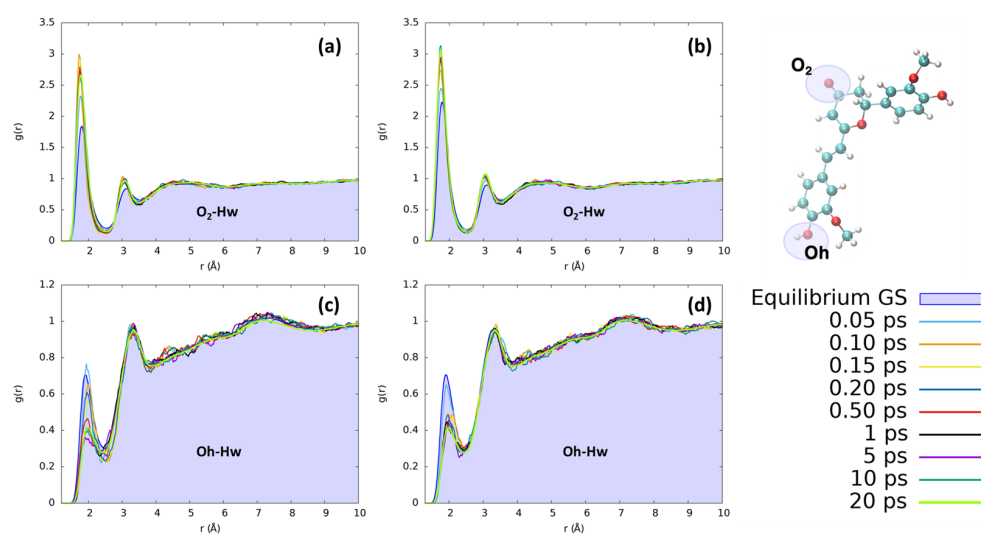 3.5
3
2.5
2
1.5
1
0.5
0
g(r)
2 3 4 5 6 7 8 9 10
r (Å)
(a)
O₂-Hw
3.5
3
2.5
2
1.5
1
0.5
0
g(r)
2 3 4 5 6 7 8 9 10
r (Å)
(b)
O₂-Hw
1.2
1
0.8
0.6
0.4
0.2
0
g(r)
2 3 4 5 6 7 8 9 10
r (Å)
(c)
Oh-Hw
1.2
1
0.8
0.6
0.4
0.2
0
g(r)
2 3 4 5 6 7 8 9 10
r (Å)
(d)
Oh-Hw
O₂
Oh
Equilibrium GS
0.05 ps
0.10 ps
0.15 ps
0.20 ps
0.50 ps
1 ps
5 ps
10 ps
20 ps